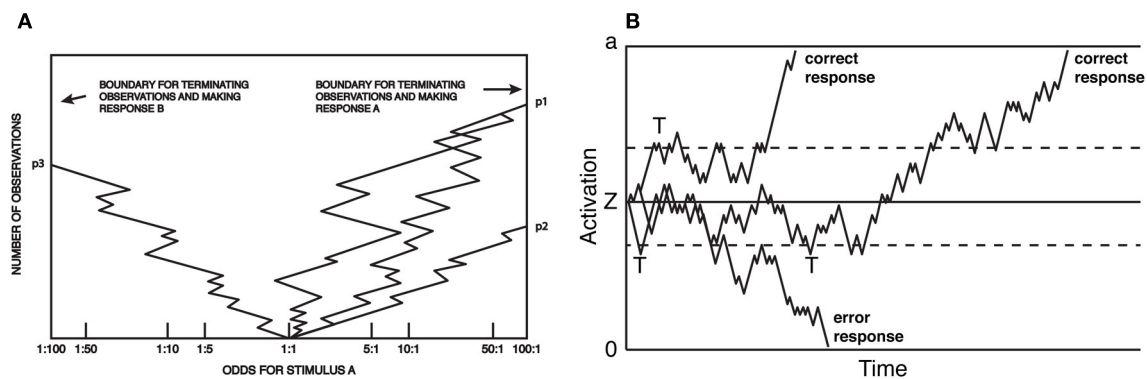 A
BOUNDARY FOR TERMINATING
OBSERVATIONS AND MAKING
RESPONSE B
BOUNDARY FOR TERMINATING
OBSERVATIONS AND MAKING
RESPONSE A
p1
p3
p2
NUMBER OF OBSERVATIONS
1:100 1:50 1:10 1:5 1:1 5:1 10:1 50:1 100:1
ODDS FOR STIMULUS A
B
a
correct
response
correct
response
T
Z
T
T
error
response
0
Activation
Time